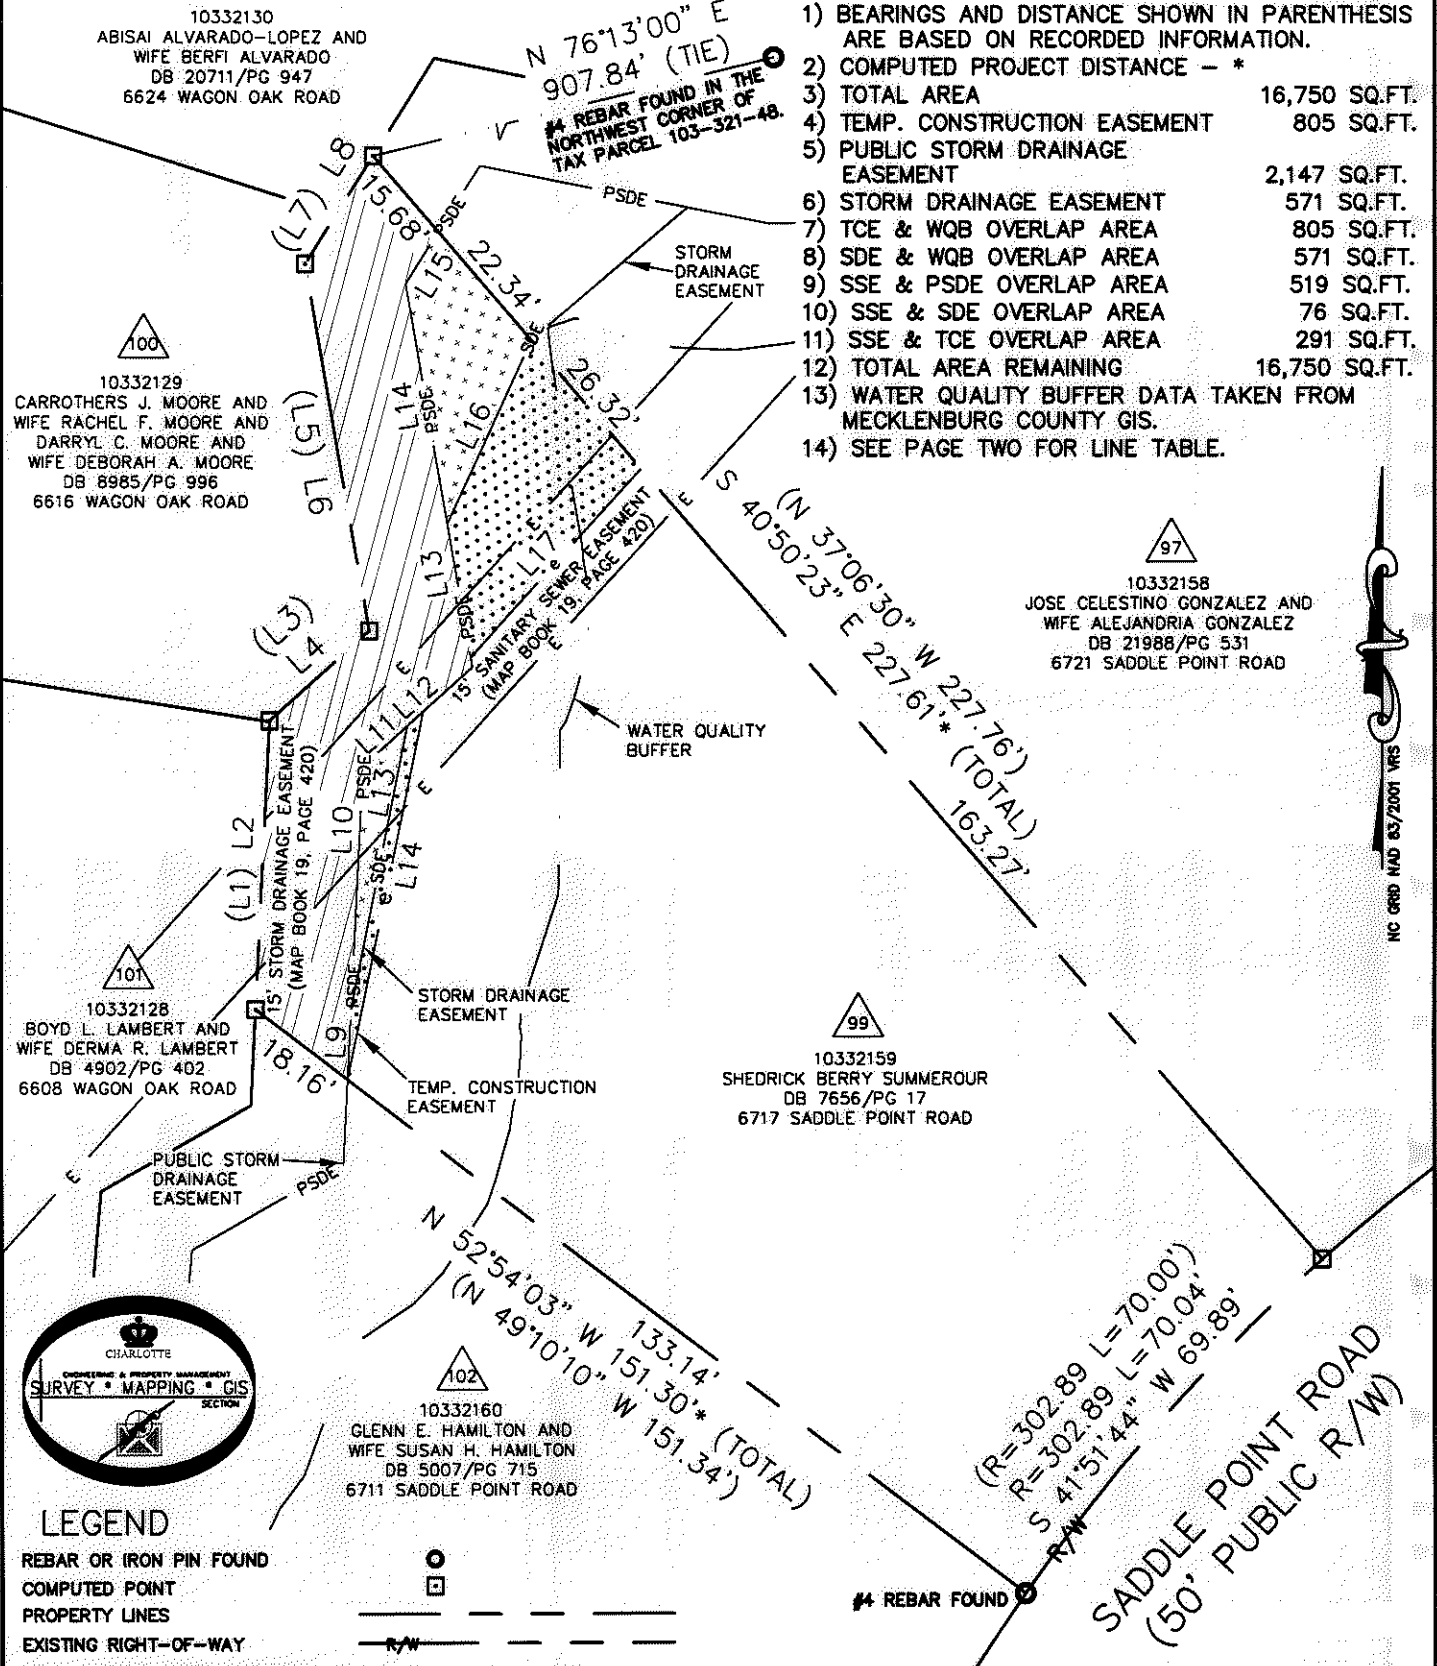 10332130
ABISAI ALVARADO-LOPEZ AND
WIFE BERFI ALVARADO
DB 20711/PG 947
6624 WAGON OAK ROAD
N 76°13'00" E
907.84' (TIE)
#4 REBAR FOUND IN THE
NORTHWEST CORNER OF
TAX PARCEL 103-321-48.
1) BEARINGS AND DISTANCE SHOWN IN PARENTHESIS
ARE BASED ON RECORDED INFORMATION.
2) COMPUTED PROJECT DISTANCE - *
3) TOTAL AREA 16,750 SQ.FT.
4) TEMP. CONSTRUCTION EASEMENT 805 SQ.FT.
5) PUBLIC STORM DRAINAGE
EASEMENT 2,147 SQ.FT.
6) STORM DRAINAGE EASEMENT 571 SQ.FT.
7) TCE & WQB OVERLAP AREA 805 SQ.FT.
8) SDE & WQB OVERLAP AREA 571 SQ.FT.
9) SSE & PSDE OVERLAP AREA 519 SQ.FT.
10) SSE & SDE OVERLAP AREA 76 SQ.FT.
11) SSE & TCE OVERLAP AREA 291 SQ.FT.
12) TOTAL AREA REMAINING 16,750 SQ.FT.
13) WATER QUALITY BUFFER DATA TAKEN FROM
MECKLENBURG COUNTY GIS.
14) SEE PAGE TWO FOR LINE TABLE.
(L7) L8
15.68'
PSDE
PSDE
22.34'
L15
STORM
DRAINAGE
EASEMENT
SDE
26.32'
100
10332129
CARROTHERS J. MOORE AND
WIFE RACHEL F. MOORE AND
DARRYL C. MOORE AND
WIFE DEBORAH A. MOORE
DB 8985/PG 996
6616 WAGON OAK ROAD
(L5) L6
L14
PSDE
L16
L13
E
L17
e
PSDE
15' SANITARY SEWER EASEMENT
(MAP BOOK 19, PAGE 420)
E
E
(N 37°06'30" W 227.76')
S 40°50'23" E 227.61'* (TOTAL)
163.27'
97
10332158
JOSE CELESTINO GONZALEZ AND
WIFE ALEJANDRIA GONZALEZ
DB 21988/PG 531
6721 SADDLE POINT ROAD
NC GRID NAD 83/2001 VRS
(L3)
L4
E
L11 L12
WATER QUALITY
BUFFER
15' STORM DRAINAGE EASEMENT
(MAP BOOK 19, PAGE 420)
(L1) L2
PSDE
L10
L13
E
SDE
e
L14
101
10332128
BOYD L. LAMBERT AND
WIFE DERMA R. LAMBERT
DB 4902/PG 402
6608 WAGON OAK ROAD
PSDE
L9
18.16'
STORM DRAINAGE
EASEMENT
TEMP. CONSTRUCTION
EASEMENT
99
10332159
SHEDRICK BERRY SUMMEROUR
DB 7656/PG 17
6717 SADDLE POINT ROAD
E
PUBLIC STORM
DRAINAGE
EASEMENT
PSDE
133.14'
N 52°54'03" W 151.30'* (TOTAL)
(N 49°10'10" W 151.34')
CHARLOTTE
ENGINEERING & PROPERTY MANAGEMENT
SURVEY * MAPPING * GIS
SECTION
102
10332160
GLENN E. HAMILTON AND
WIFE SUSAN H. HAMILTON
DB 5007/PG 715
6711 SADDLE POINT ROAD
(R=302.89 L=70.00')
R=302.89 L=70.04'
S 41°51'44" W 69.89'
R/W
SADDLE POINT ROAD
(50' PUBLIC R/W)
#4 REBAR FOUND
LEGEND
REBAR OR IRON PIN FOUND
COMPUTED POINT
PROPERTY LINES
EXISTING RIGHT-OF-WAY R/W